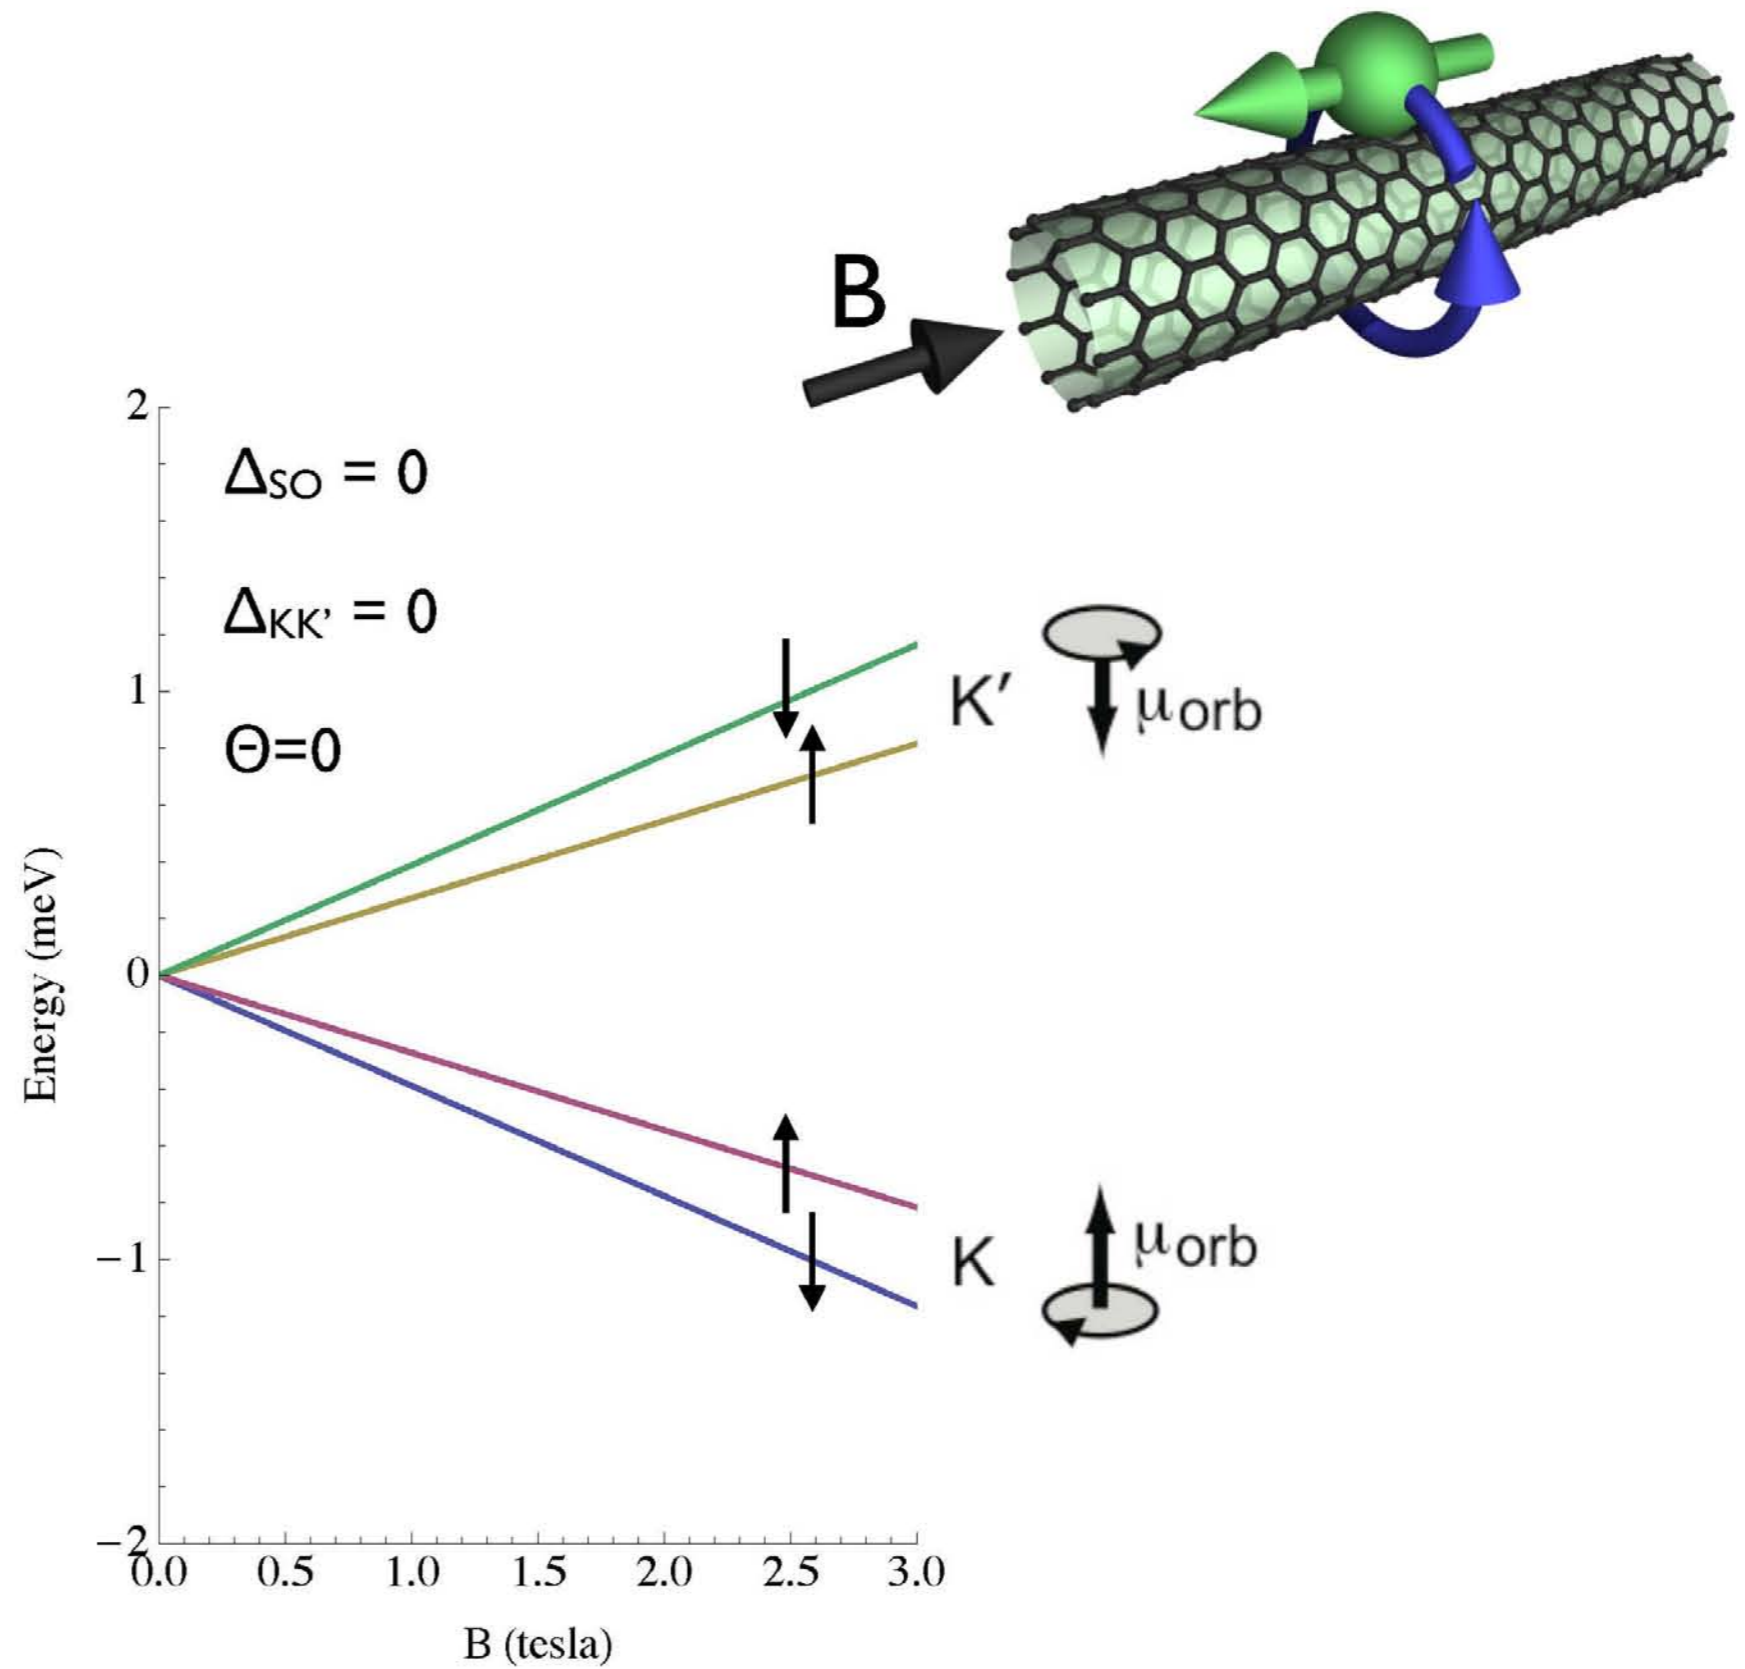 B
2
ΔSO = 0
ΔKK' = 0
Θ=0
1
K′ μorb
0
Energy (meV)
−1
K μorb
−2
0.0 0.5 1.0 1.5 2.0 2.5 3.0
B (tesla)